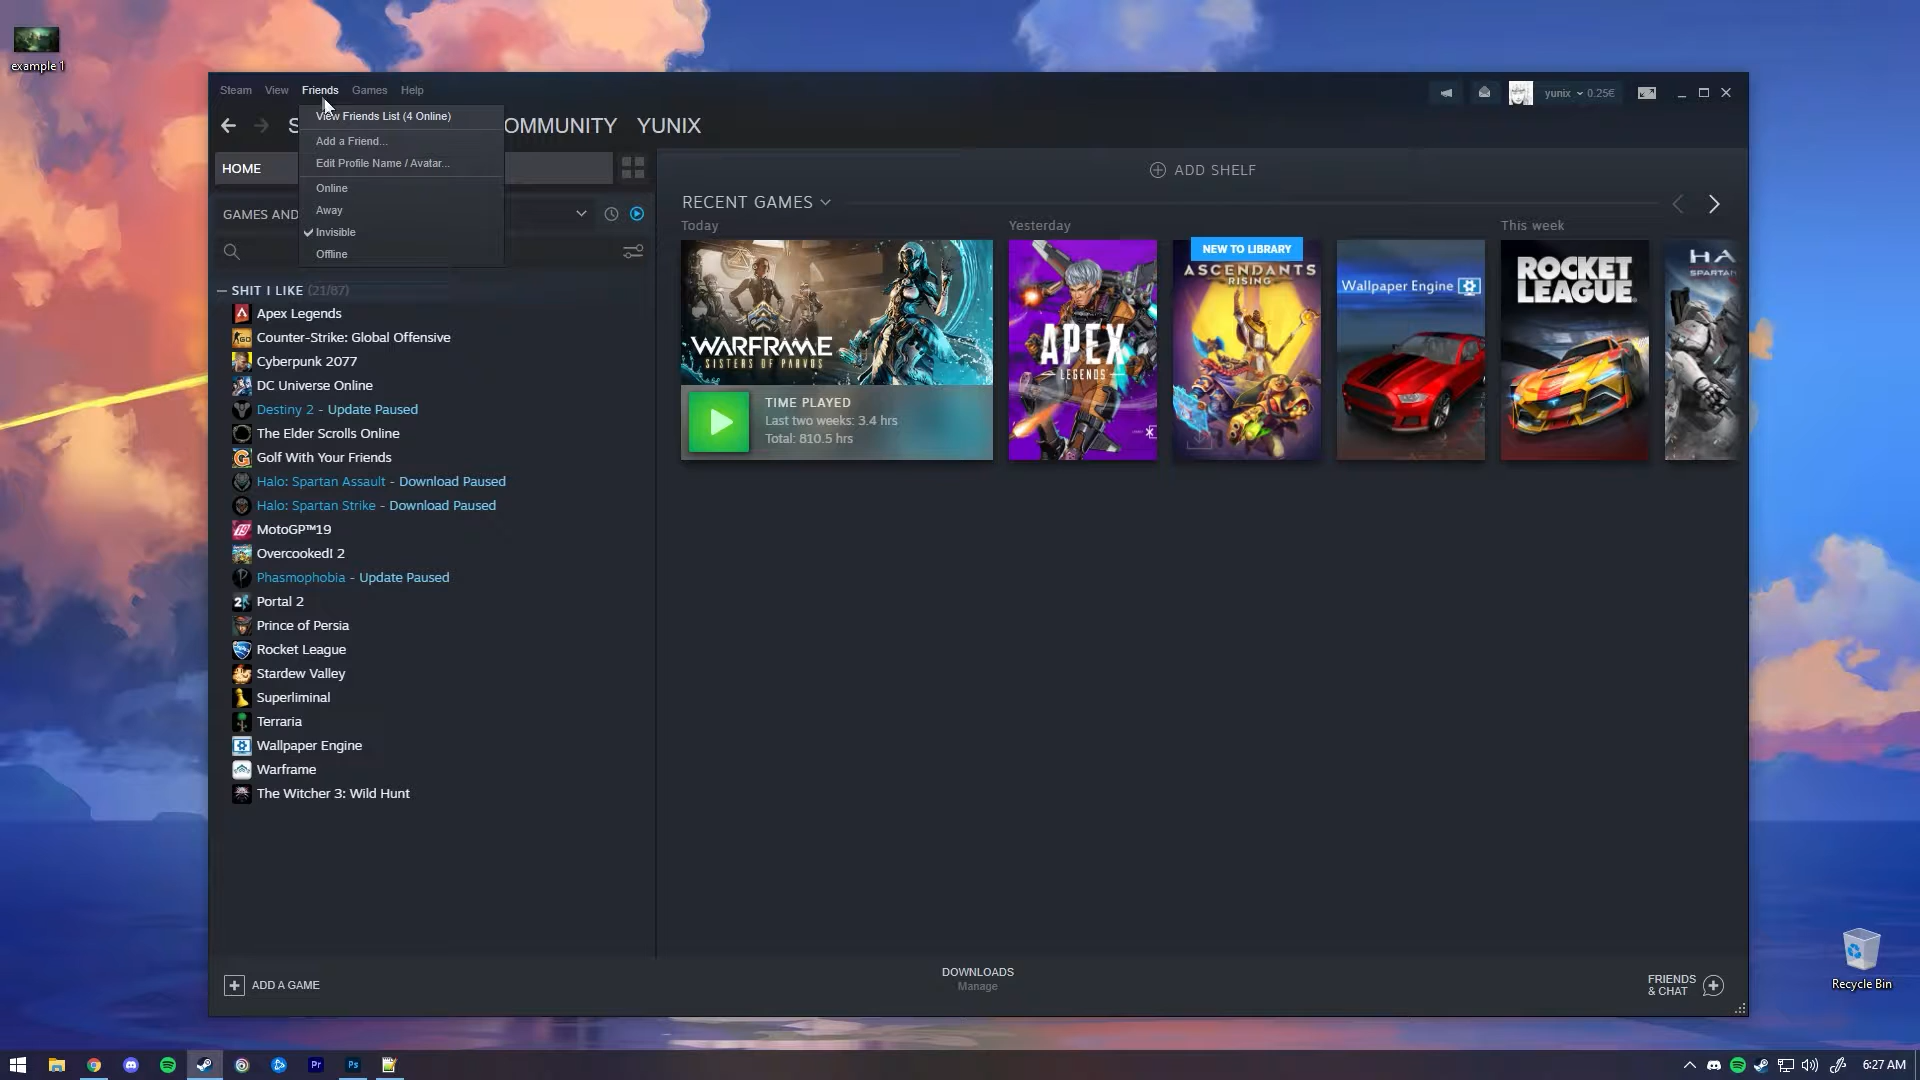 example 1
Steam View Friends Games Help
yunix 0.25€
View Friends List (4 Online)
S OMMUNITY YUNIX
Add a Friend...
Edit Profile Name / Avatar...
Online
Away
Invisible
Offline
HOME
GAMES AND
SHIT I LIKE (21/87)
Apex Legends
Counter-Strike: Global Offensive
Cyberpunk 2077
DC Universe Online
Destiny 2 - Update Paused
The Elder Scrolls Online
Golf With Your Friends
Halo: Spartan Assault - Download Paused
Halo: Spartan Strike - Download Paused
MotoGP™19
Overcooked! 2
Phasmophobia - Update Paused
Portal 2
Prince of Persia
Rocket League
Stardew Valley
Superliminal
Terraria
Wallpaper Engine
Warframe
The Witcher 3: Wild Hunt
ADD SHELF
RECENT GAMES
Today
Yesterday
This week
WARFRAME
SISTERS OF PARVOS
TIME PLAYED
Last two weeks: 3.4 hrs
Total: 810.5 hrs
APEX
LEGENDS
NEW TO LIBRARY
ASCENDANTS
RISING
Wallpaper Engine
ROCKET
LEAGUE
HA
SPARTAN
ADD A GAME
DOWNLOADS
Manage
FRIENDS
& CHAT
Recycle Bin
Pr
Ps
6:27 AM